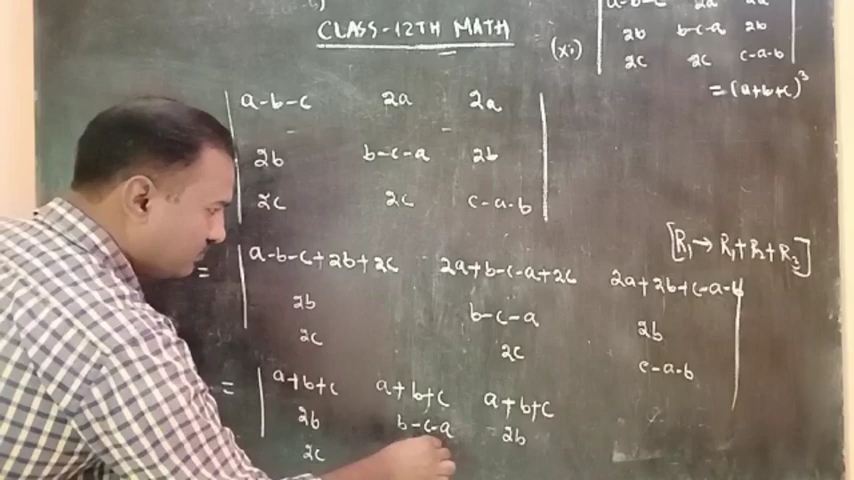 CLASS-12TH MATH
(xi) a-b-c 2a 2a
2b b-c-a 2b
2c 2c c-a-b
= (a+b+c)³
a-b-c 2a 2a
2b b-c-a 2b
2c 2c c-a-b
[R₁→ R₁+R₂+R₃]
= a-b-c+2b+2c 2a+b-c-a+2c 2a+2b+c-a-b
2b b-c-a 2b
2c 2c c-a-b
= a+b+c a+b+c a+b+c
2b b-c-a 2b
2c